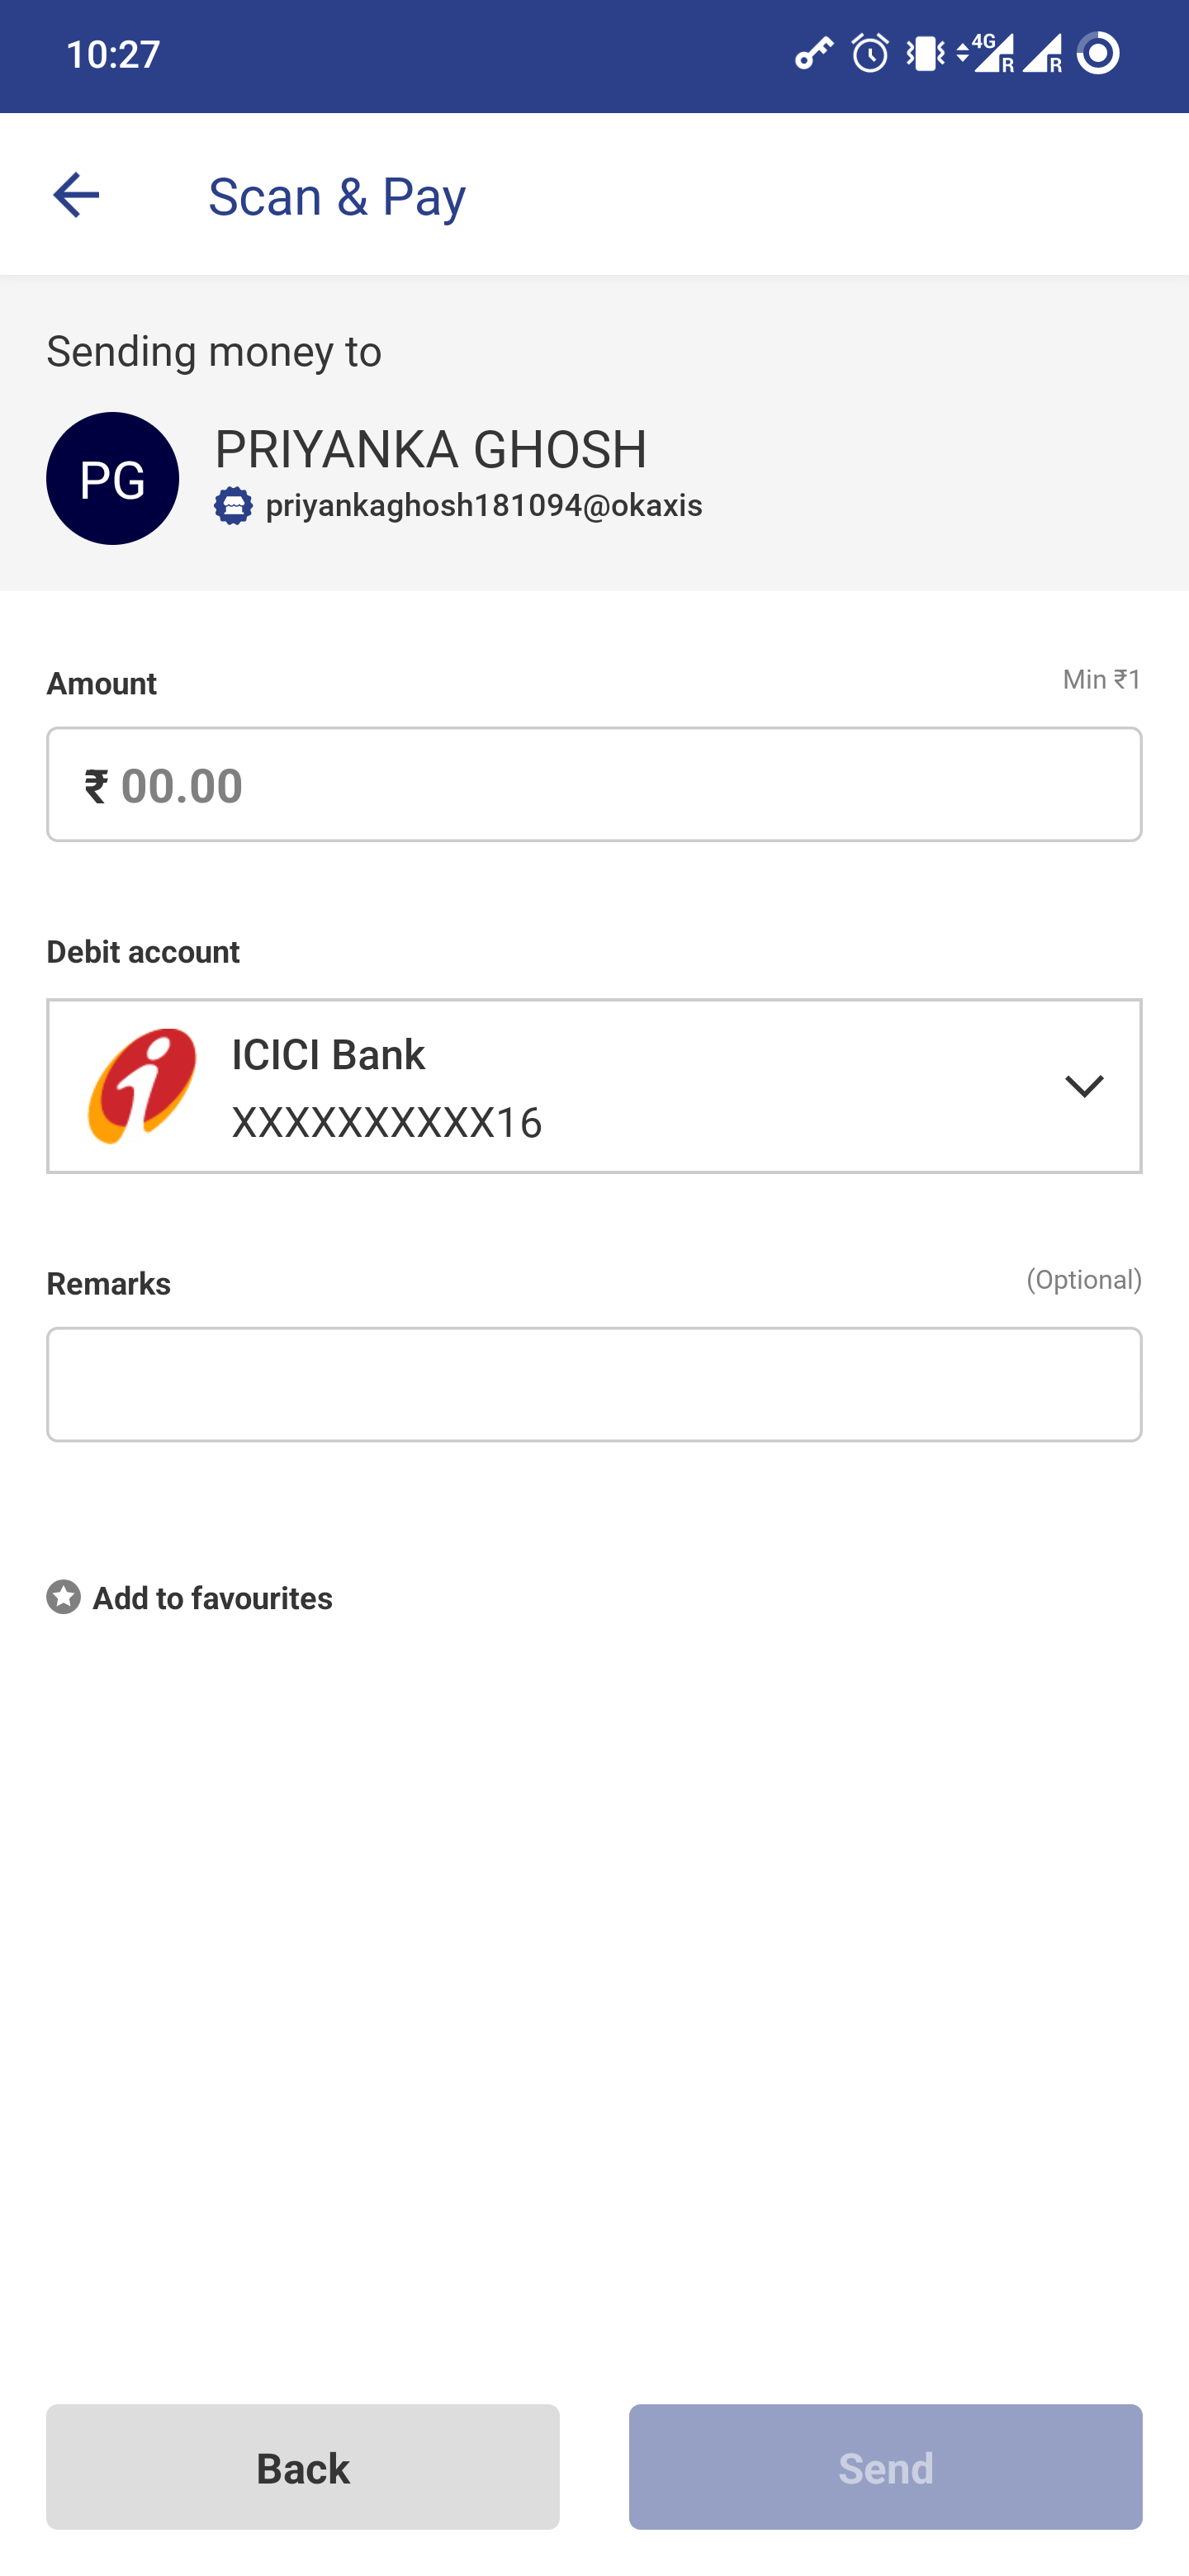 10:27
4G R R
Scan & Pay
Sending money to
PG
PRIYANKA GHOSH
priyankaghosh181094@okaxis
Amount
Min ₹1
₹ 00.00
Debit account
ICICI Bank
XXXXXXXXXX16
Remarks
(Optional)
Add to favourites
Back
Send